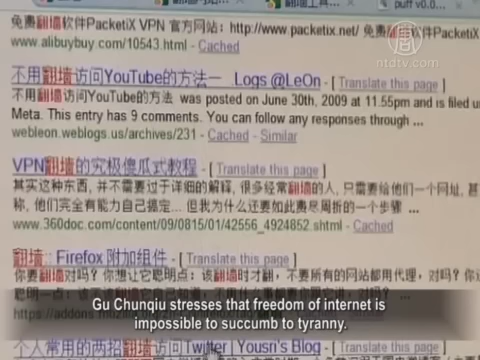 免费翻墙软件PacketiX VPN 官方网站: http://www.packetix.net/ 免费翻墙软件PacketiX
www.alibuybuy.com/10543.html - Cached
新
ntdtv.com
不用翻墙访问YouTube的方法一 . Logs @LeOn - [ Translate this page ]
不用翻墙访问YouTube的方法 was posted on June 30th, 2009 at 11.55pm and is filed u
Meta. This entry has 9 comments. You can follow any responses through ...
webleon.weblogs.us/archives/231 - Cached - Similar
VPN翻墙的究极傻瓜式教程 - [ Translate this page ]
其实这种东西, 并不需要过于详细的解释, 很多经常翻墙的人, 只需要给他们一个网址, 甚
称, 他们完全有能力自己搞定... 但我为什么还要如此费尽周折的一个步骤 ...
www.360doc.com/content/09/0815/01/42556_4924852.shtml - Cached
翻墙 :: Firefox 附加组件 - [ Translate this page ]
你要翻墙对吗? 你想让它聪明点: 该翻墙时才翻, 不要所有的网站都用代理, 对吗?
Gu Chunqiu stresses that freedom of internet is
impossible to succumb to tyranny.
个人常用的两招翻墙访问Twitter | Yousri's Blog - [ Translate